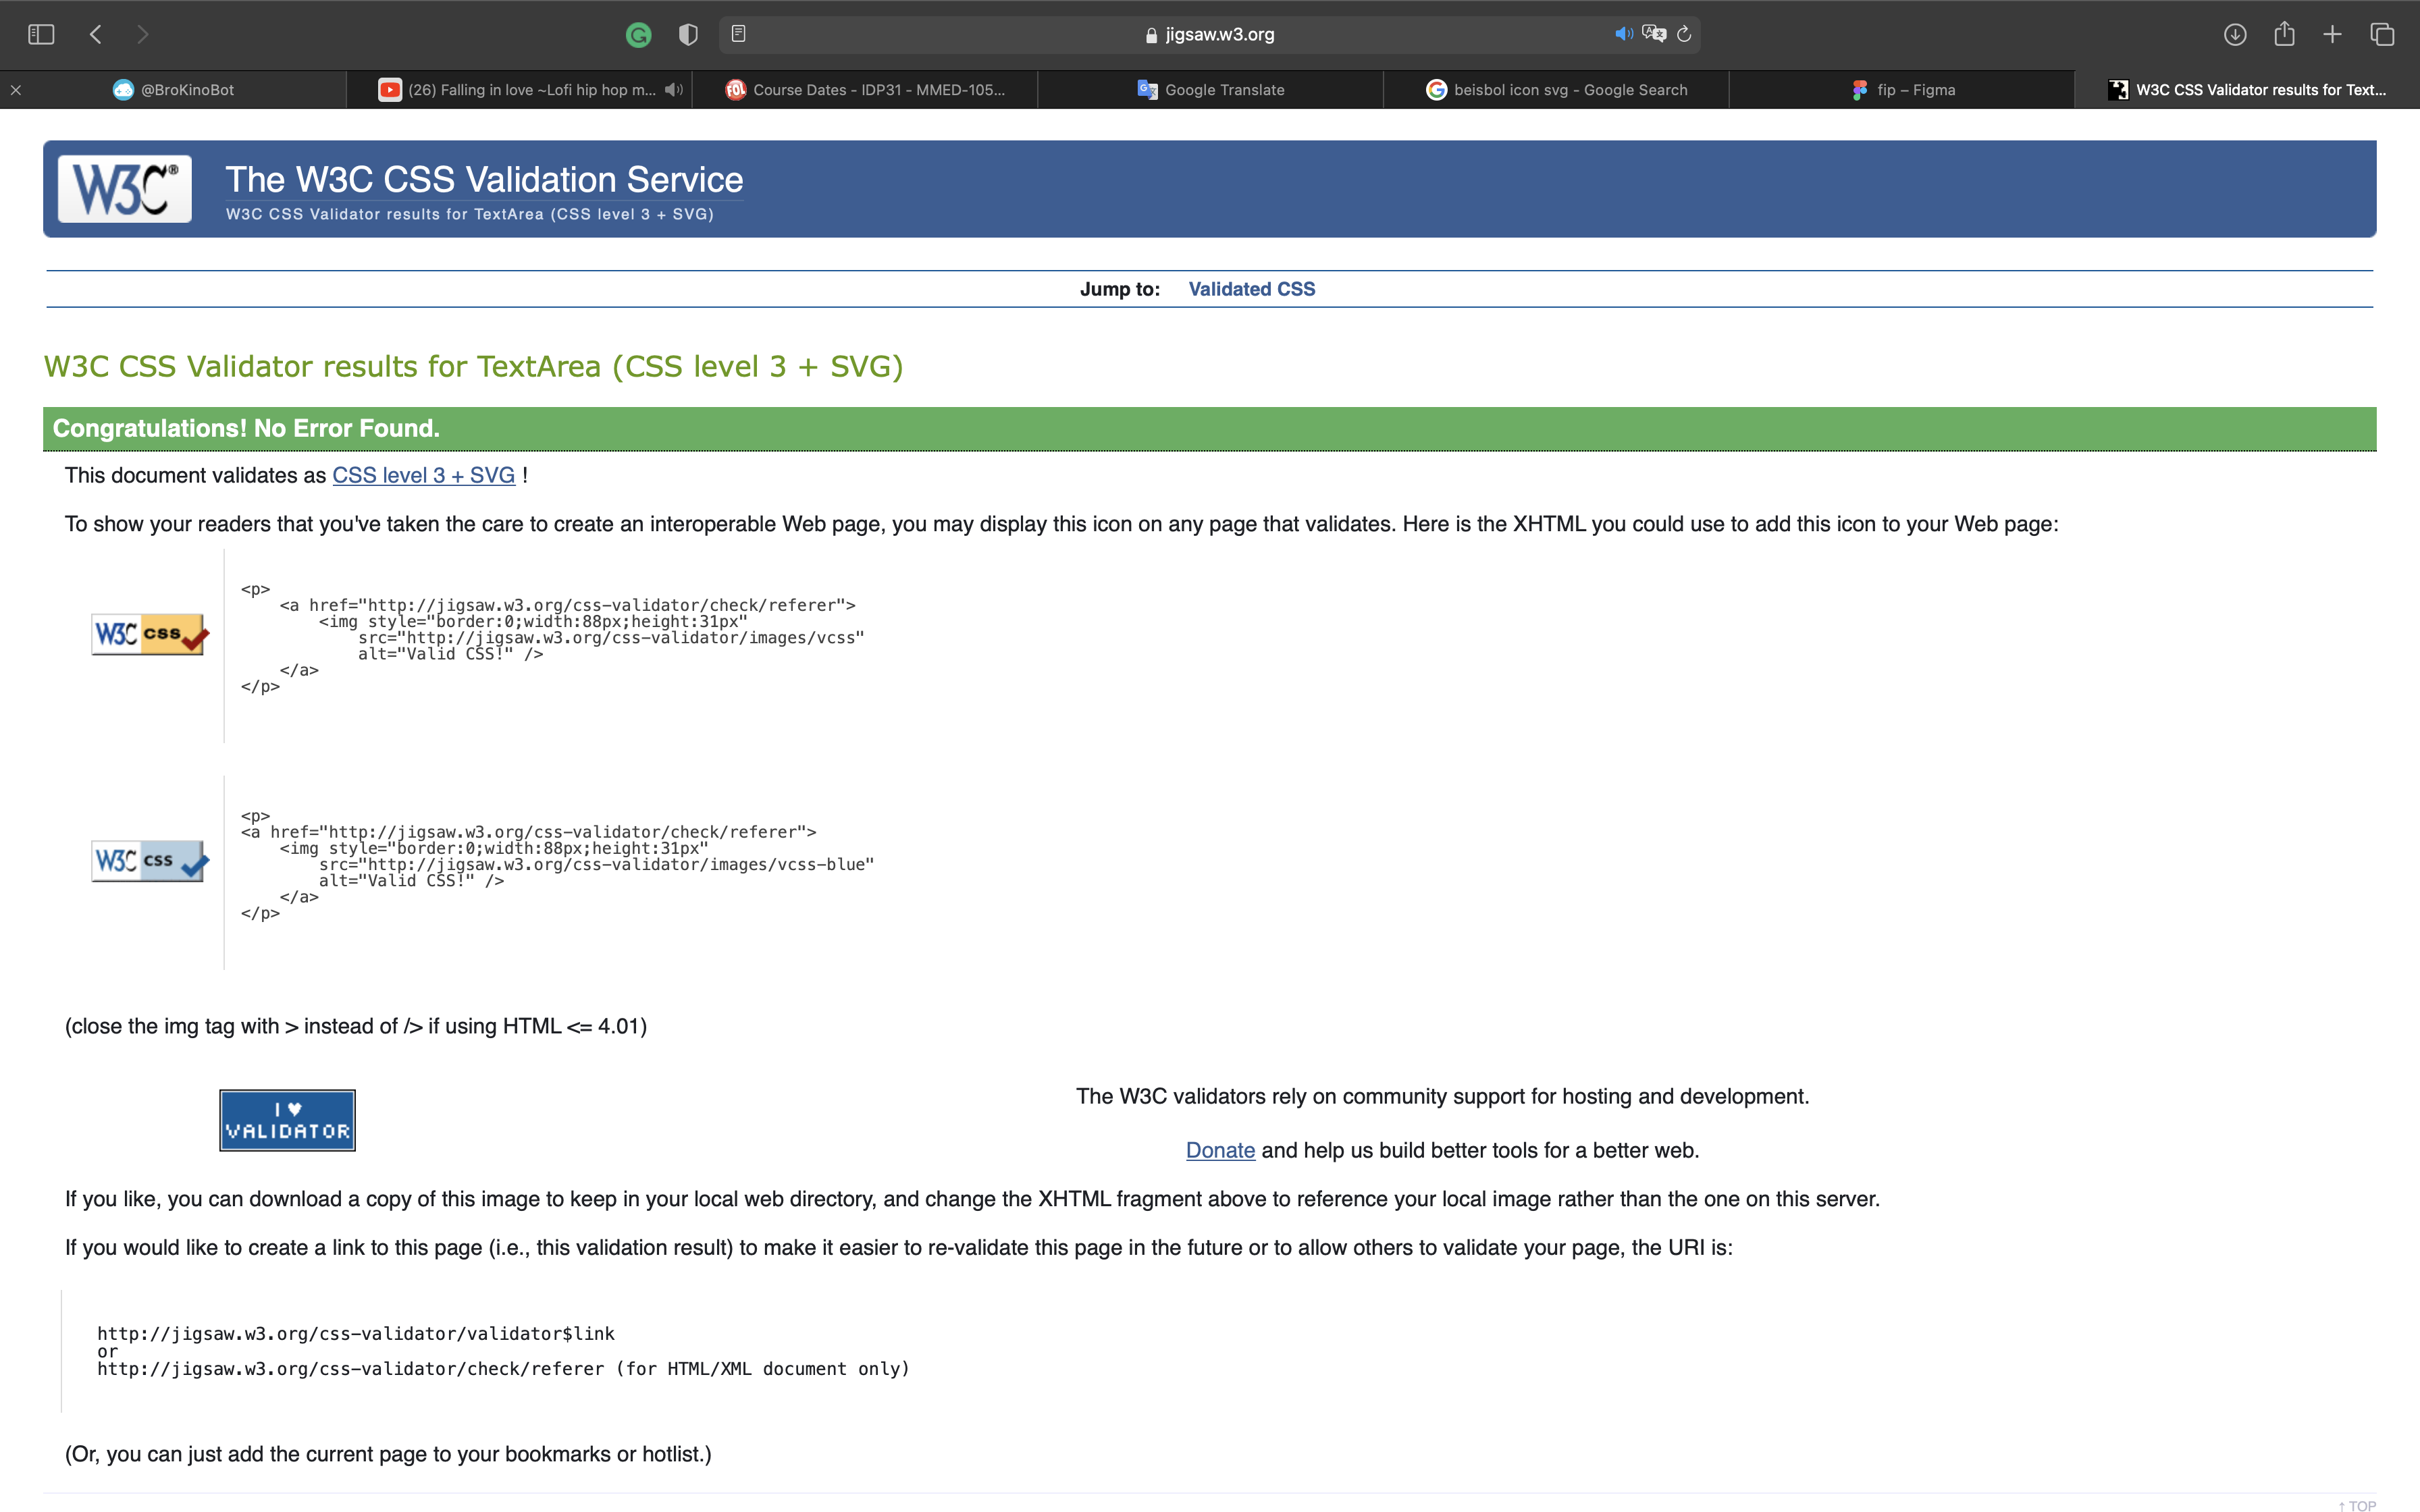 jigsaw.w3.org
@BroKinoBot
(26) Falling in love ~Lofi hip hop m...
Course Dates - IDP31 - MMED-105...
Google Translate
beisbol icon svg - Google Search
fip – Figma
W3C CSS Validator results for Text...
W3C®
The W3C CSS Validation Service
W3C CSS Validator results for TextArea (CSS level 3 + SVG)
Jump to: Validated CSS
W3C CSS Validator results for TextArea (CSS level 3 + SVG)
Congratulations! No Error Found.
This document validates as CSS level 3 + SVG !
To show your readers that you've taken the care to create an interoperable Web page, you may display this icon on any page that validates. Here is the XHTML you could use to add this icon to your Web page:
W3C css
<p>
<a href="http://jigsaw.w3.org/css-validator/check/referer">
<img style="border:0;width:88px;height:31px"
src="http://jigsaw.w3.org/css-validator/images/vcss"
alt="Valid CSS!" />
</a>
</p>
W3C css
<p>
<a href="http://jigsaw.w3.org/css-validator/check/referer">
<img style="border:0;width:88px;height:31px"
src="http://jigsaw.w3.org/css-validator/images/vcss-blue"
alt="Valid CSS!" />
</a>
</p>
(close the img tag with > instead of /> if using HTML <= 4.01)
I ♥
VALIDATOR
The W3C validators rely on community support for hosting and development.
Donate and help us build better tools for a better web.
If you like, you can download a copy of this image to keep in your local web directory, and change the XHTML fragment above to reference your local image rather than the one on this server.
If you would like to create a link to this page (i.e., this validation result) to make it easier to re-validate this page in the future or to allow others to validate your page, the URI is:
http://jigsaw.w3.org/css-validator/validator$link
or
http://jigsaw.w3.org/css-validator/check/referer (for HTML/XML document only)
(Or, you can just add the current page to your bookmarks or hotlist.)
↑ TOP